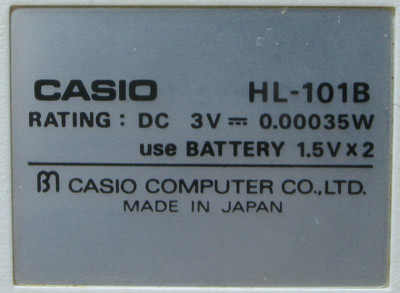 CASIO HL-101B
RATING : DC 3V⎓ 0.00035W
use BATTERY 1.5V×2
CASIO COMPUTER CO.,LTD.
MADE IN JAPAN